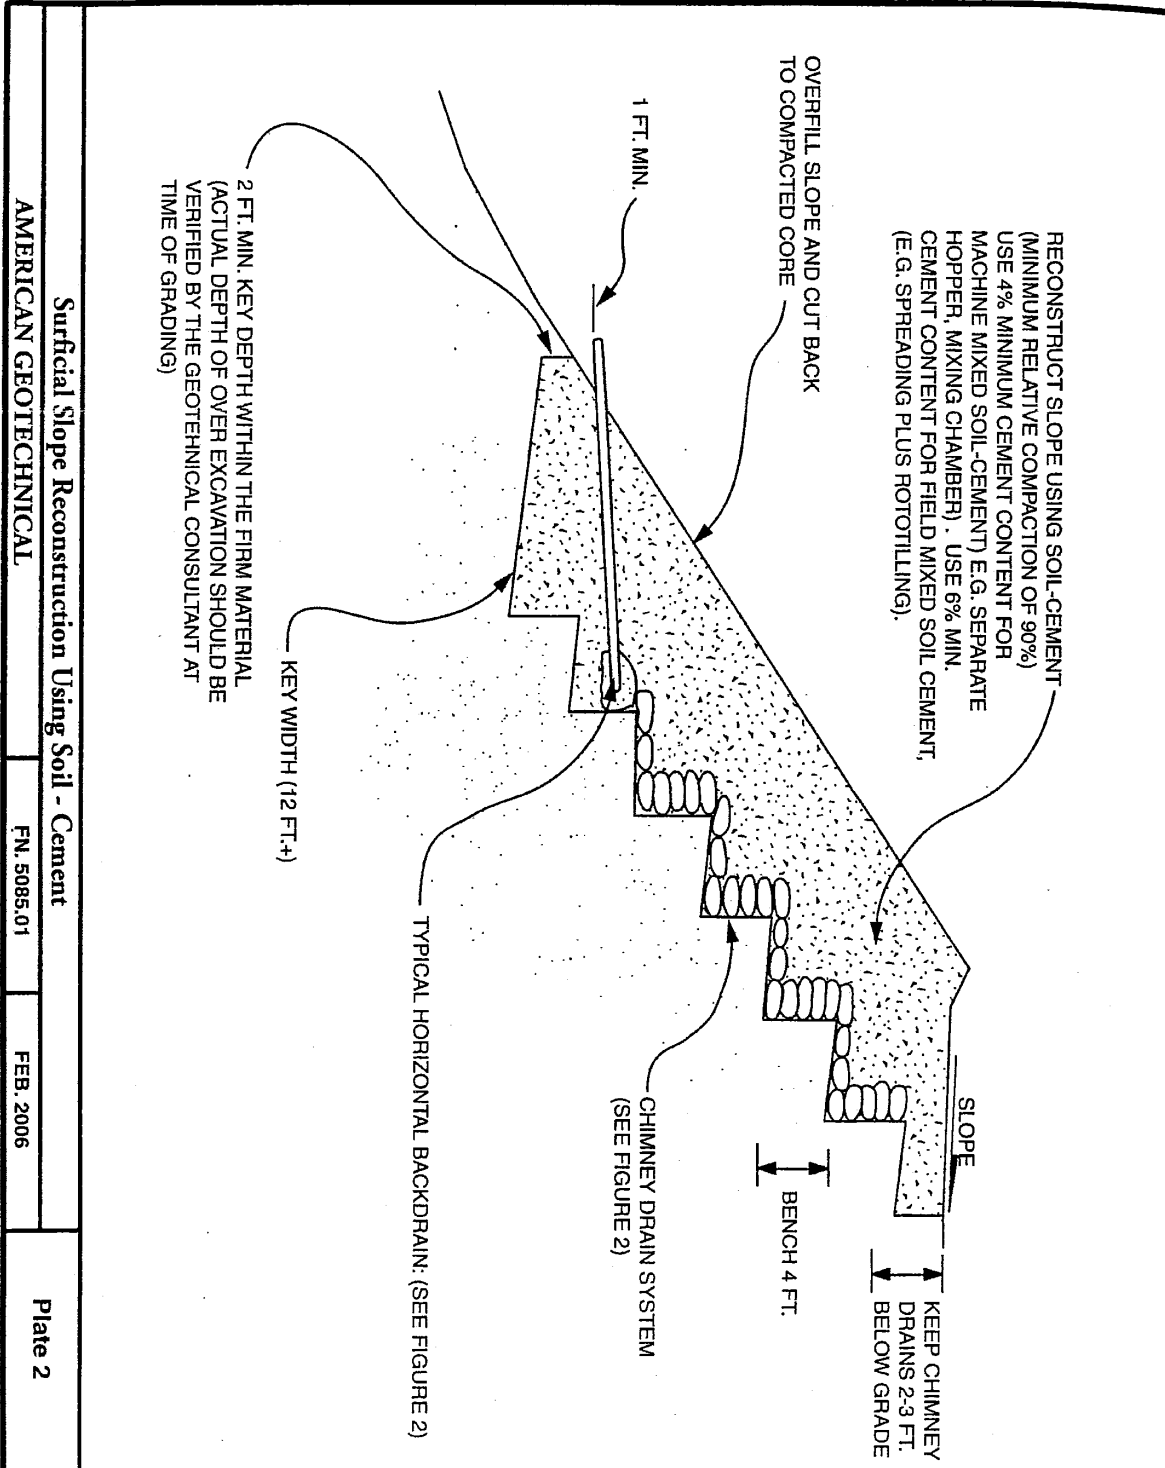 RECONSTRUCT SLOPE USING SOIL-CEMENT
(MINIMUM RELATIVE COMPACTION OF 90%)
USE 4% MINIMUM CEMENT CONTENT FOR
MACHINE MIXED SOIL-CEMENT) E.G. SEPARATE
HOPPER, MIXING CHAMBER) . USE 6% MIN.
CEMENT CONTENT FOR FIELD MIXED SOIL CEMENT,
(E.G. SPREADING PLUS ROTOTILLING).
OVERFILL SLOPE AND CUT BACK
TO COMPACTED CORE
1 FT. MIN.
SLOPE
KEEP CHIMNEY
DRAINS 2-3 FT.
BELOW GRADE
BENCH 4 FT.
CHIMNEY DRAIN SYSTEM
(SEE FIGURE 2)
TYPICAL HORIZONTAL BACKDRAIN: (SEE FIGURE 2)
KEY WIDTH (12 FT.+)
2 FT. MIN. KEY DEPTH WITHIN THE FIRM MATERIAL
(ACTUAL DEPTH OF OVER EXCAVATION SHOULD BE
VERIFIED BY THE GEOTEHNICAL CONSULTANT AT
TIME OF GRADING)
Surficial Slope Reconstruction Using Soil - Cement
AMERICAN GEOTECHNICAL
FN. 5085.01
FEB. 2006
Plate 2